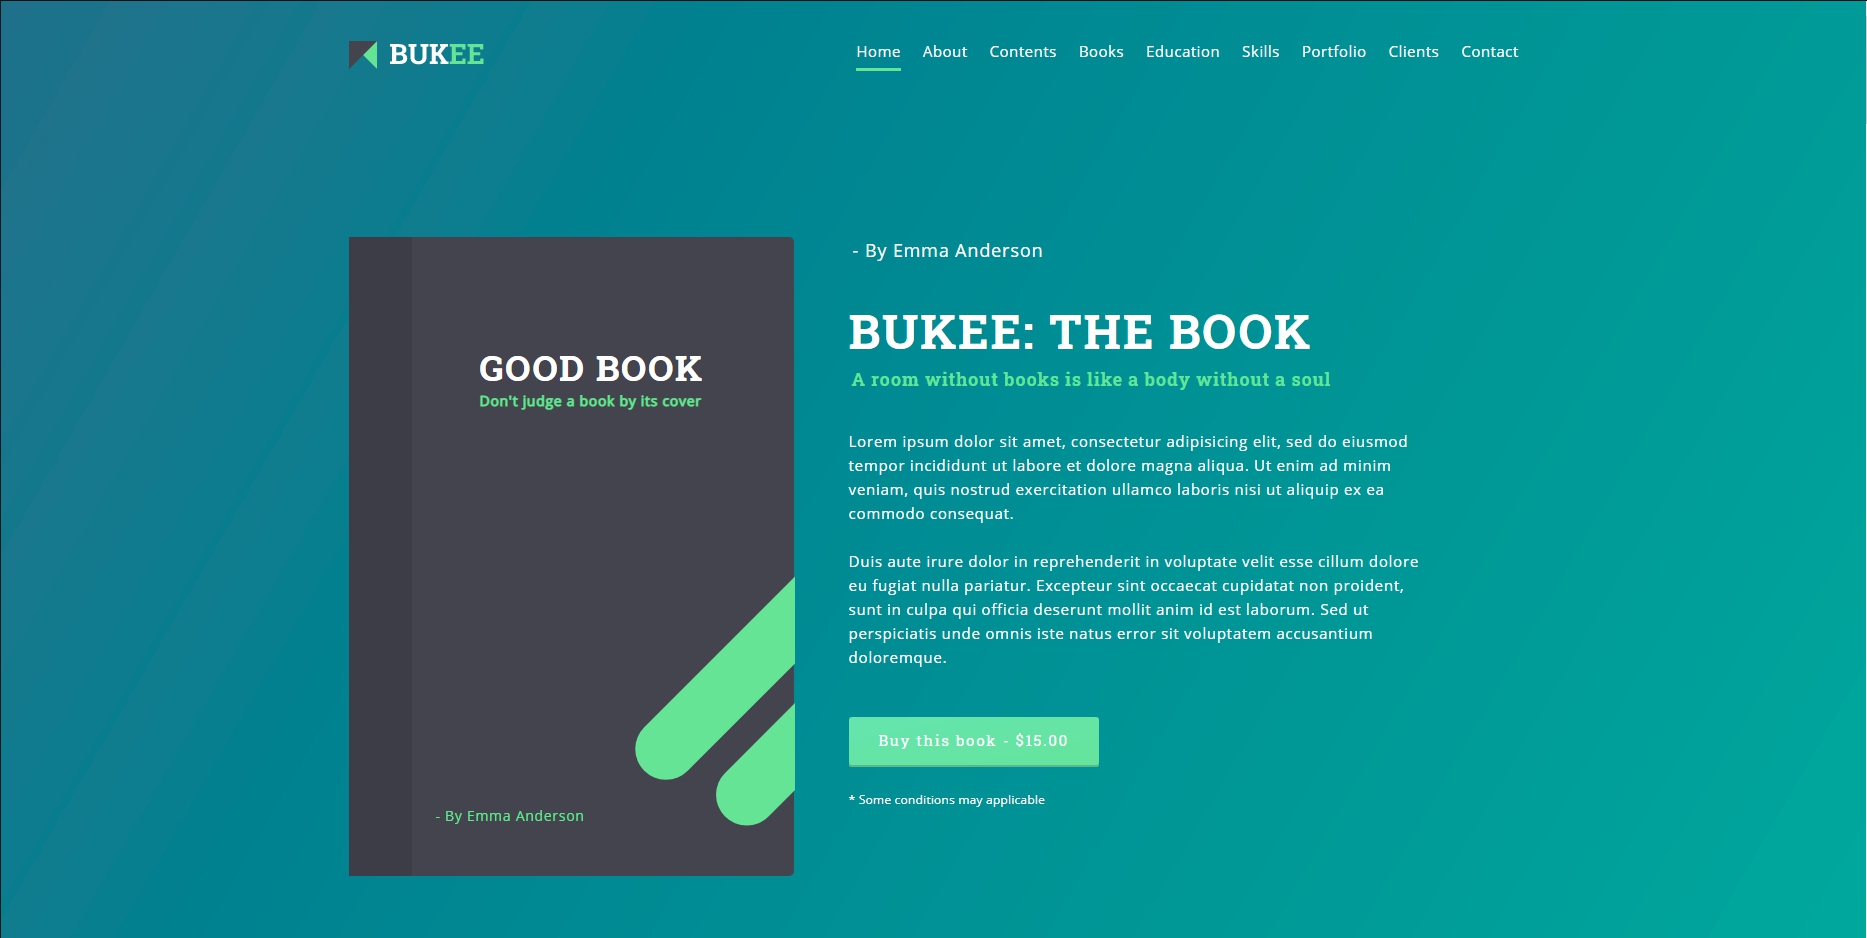 BUKEE
Home About Contents Books Education Skills Portfolio Clients Contact
GOOD BOOK
Don't judge a book by its cover
- By Emma Anderson
- By Emma Anderson
BUKEE: THE BOOK
A room without books is like a body without a soul
Lorem ipsum dolor sit amet, consectetur adipisicing elit, sed do eiusmod
tempor incididunt ut labore et dolore magna aliqua. Ut enim ad minim
veniam, quis nostrud exercitation ullamco laboris nisi ut aliquip ex ea
commodo consequat.
Duis aute irure dolor in reprehenderit in voluptate velit esse cillum dolore
eu fugiat nulla pariatur. Excepteur sint occaecat cupidatat non proident,
sunt in culpa qui officia deserunt mollit anim id est laborum. Sed ut
perspiciatis unde omnis iste natus error sit voluptatem accusantium
doloremque.
Buy this book - $15.00
* Some conditions may applicable